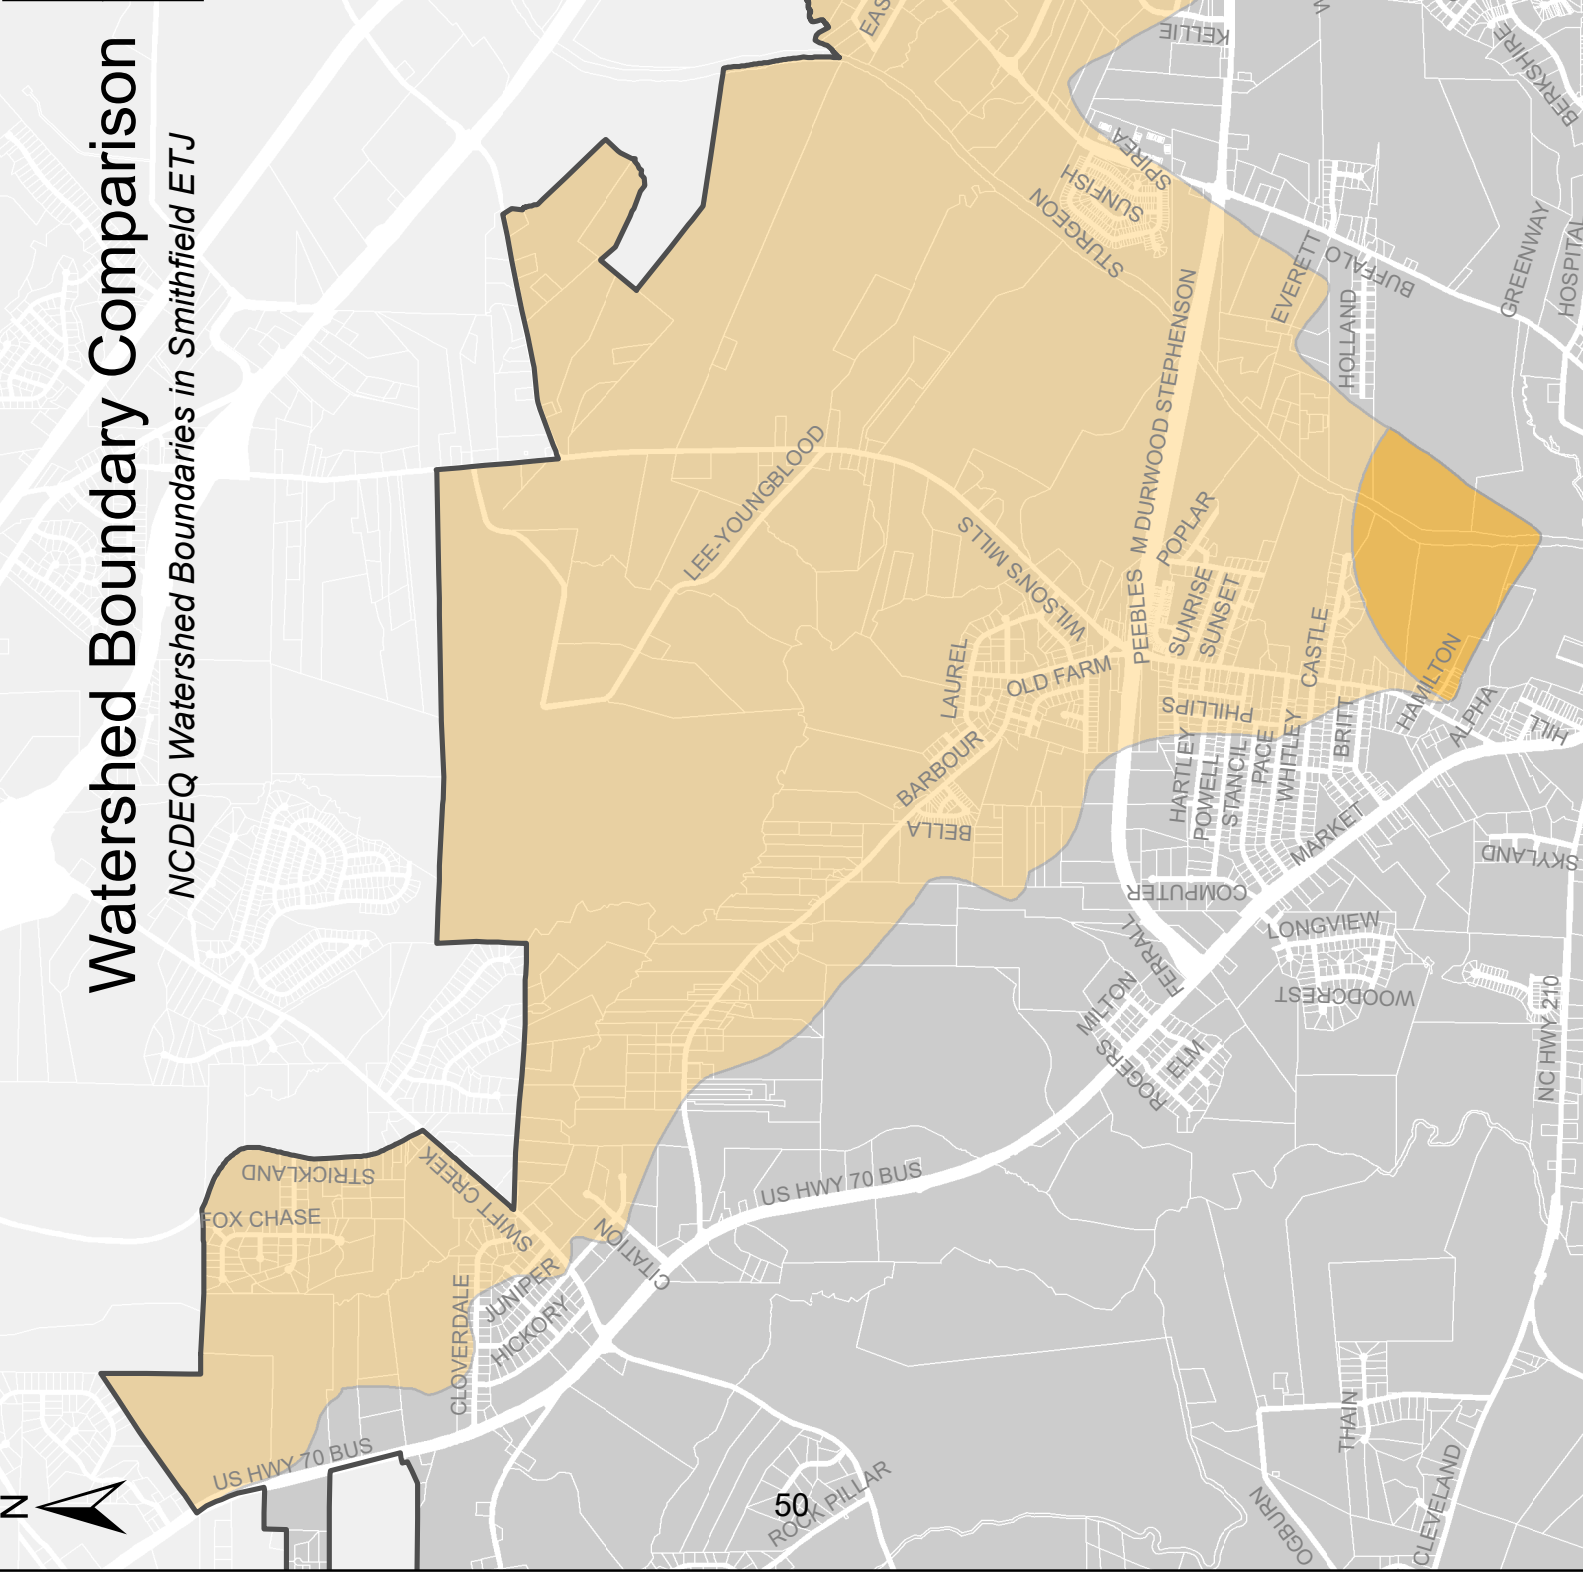 Watershed Boundary Comparison
NCDEQ Watershed Boundaries in Smithfield ETJ
N
EAS
KELLIE
BERKSHIRE
SPIREA
SUNFISH
STURGEON
EVERETT
BUFFALO
GREENWAY
HOSPITAL
HOLLAND
M DURWOOD STEPHENSON
LEE-YOUNGBLOOD
WILSON'S MILLS
POPLAR
PEEBLES
SUNRISE
SUNSET
CASTLE
LAUREL
OLD FARM
HAMILTON
ALPHA
HILL
PHILLIPS
BARBOUR
BELLA
HARTLEY
POWELL
STANCIL
PACE
WHITLEY
BRITT
MARKET
SKYLAND
COMPUTER
LONGVIEW
FERRALL
WOODCREST
MILTON
ROGERS
ELM
NC HWY 210
STRICKLAND
SWIFT CREEK
FOX CHASE
US HWY 70 BUS
CITATION
JUNIPER
HICKORY
CLOVERDALE
US HWY 70 BUS
THAIN
ROCK PILLAR
OGBURN
CLEVELAND
50